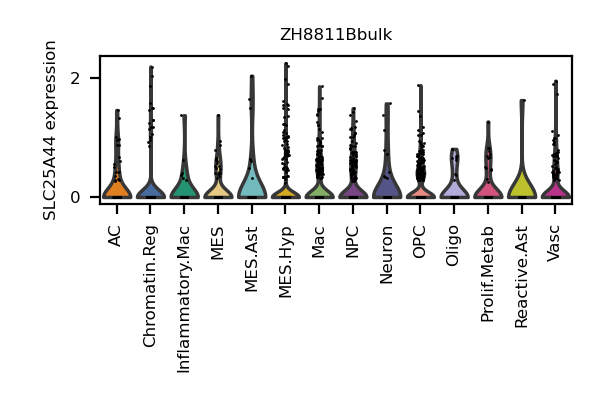 ZH8811Bbulk
SLC25A44 expression
2
0
AC
Chromatin.Reg
Inflammatory.Mac
MES
MES.Ast
MES.Hyp
Mac
NPC
Neuron
OPC
Oligo
Prolif.Metab
Reactive.Ast
Vasc